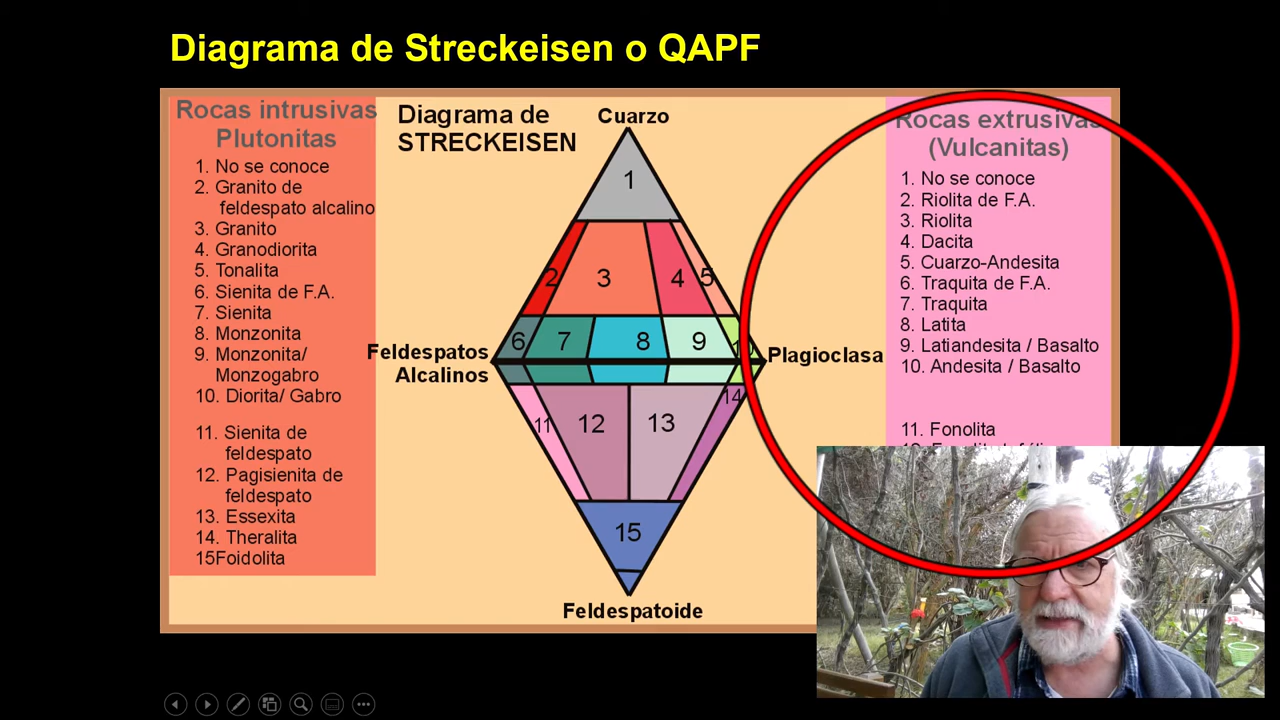 Diagrama de Streckeisen o QAPF
Rocas intrusivas
Plutonitas
1. No se conoce
2. Granito de
feldespato alcalino
3. Granito
4. Granodiorita
5. Tonalita
6. Sienita de F.A.
7. Sienita
8. Monzonita
9. Monzonita/
Monzogabro
10. Diorita/ Gabro
11. Sienita de
feldespato
12. Pagisienita de
feldespato
13. Essexita
14. Theralita
15Foidolita
Diagrama de
STRECKEISEN
Cuarzo
1
2 3 4 5
6 7 8 9 10
Feldespatos
Alcalinos
Plagioclasa
11 12 13 14
15
Feldespatoide
Rocas extrusivas
(Vulcanitas)
1. No se conoce
2. Riolita de F.A.
3. Riolita
4. Dacita
5. Cuarzo-Andesita
6. Traquita de F.A.
7. Traquita
8. Latita
9. Latiandesita / Basalto
10. Andesita / Basalto
11. Fonolita